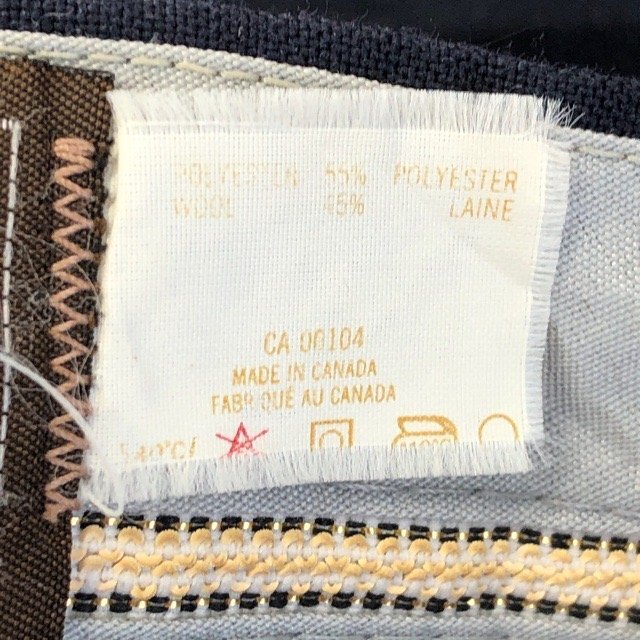 POLYESTER 55% POLYESTER
WOOL 45% LAINE
CA 00104
MADE IN CANADA
FABRIQUÉ AU CANADA